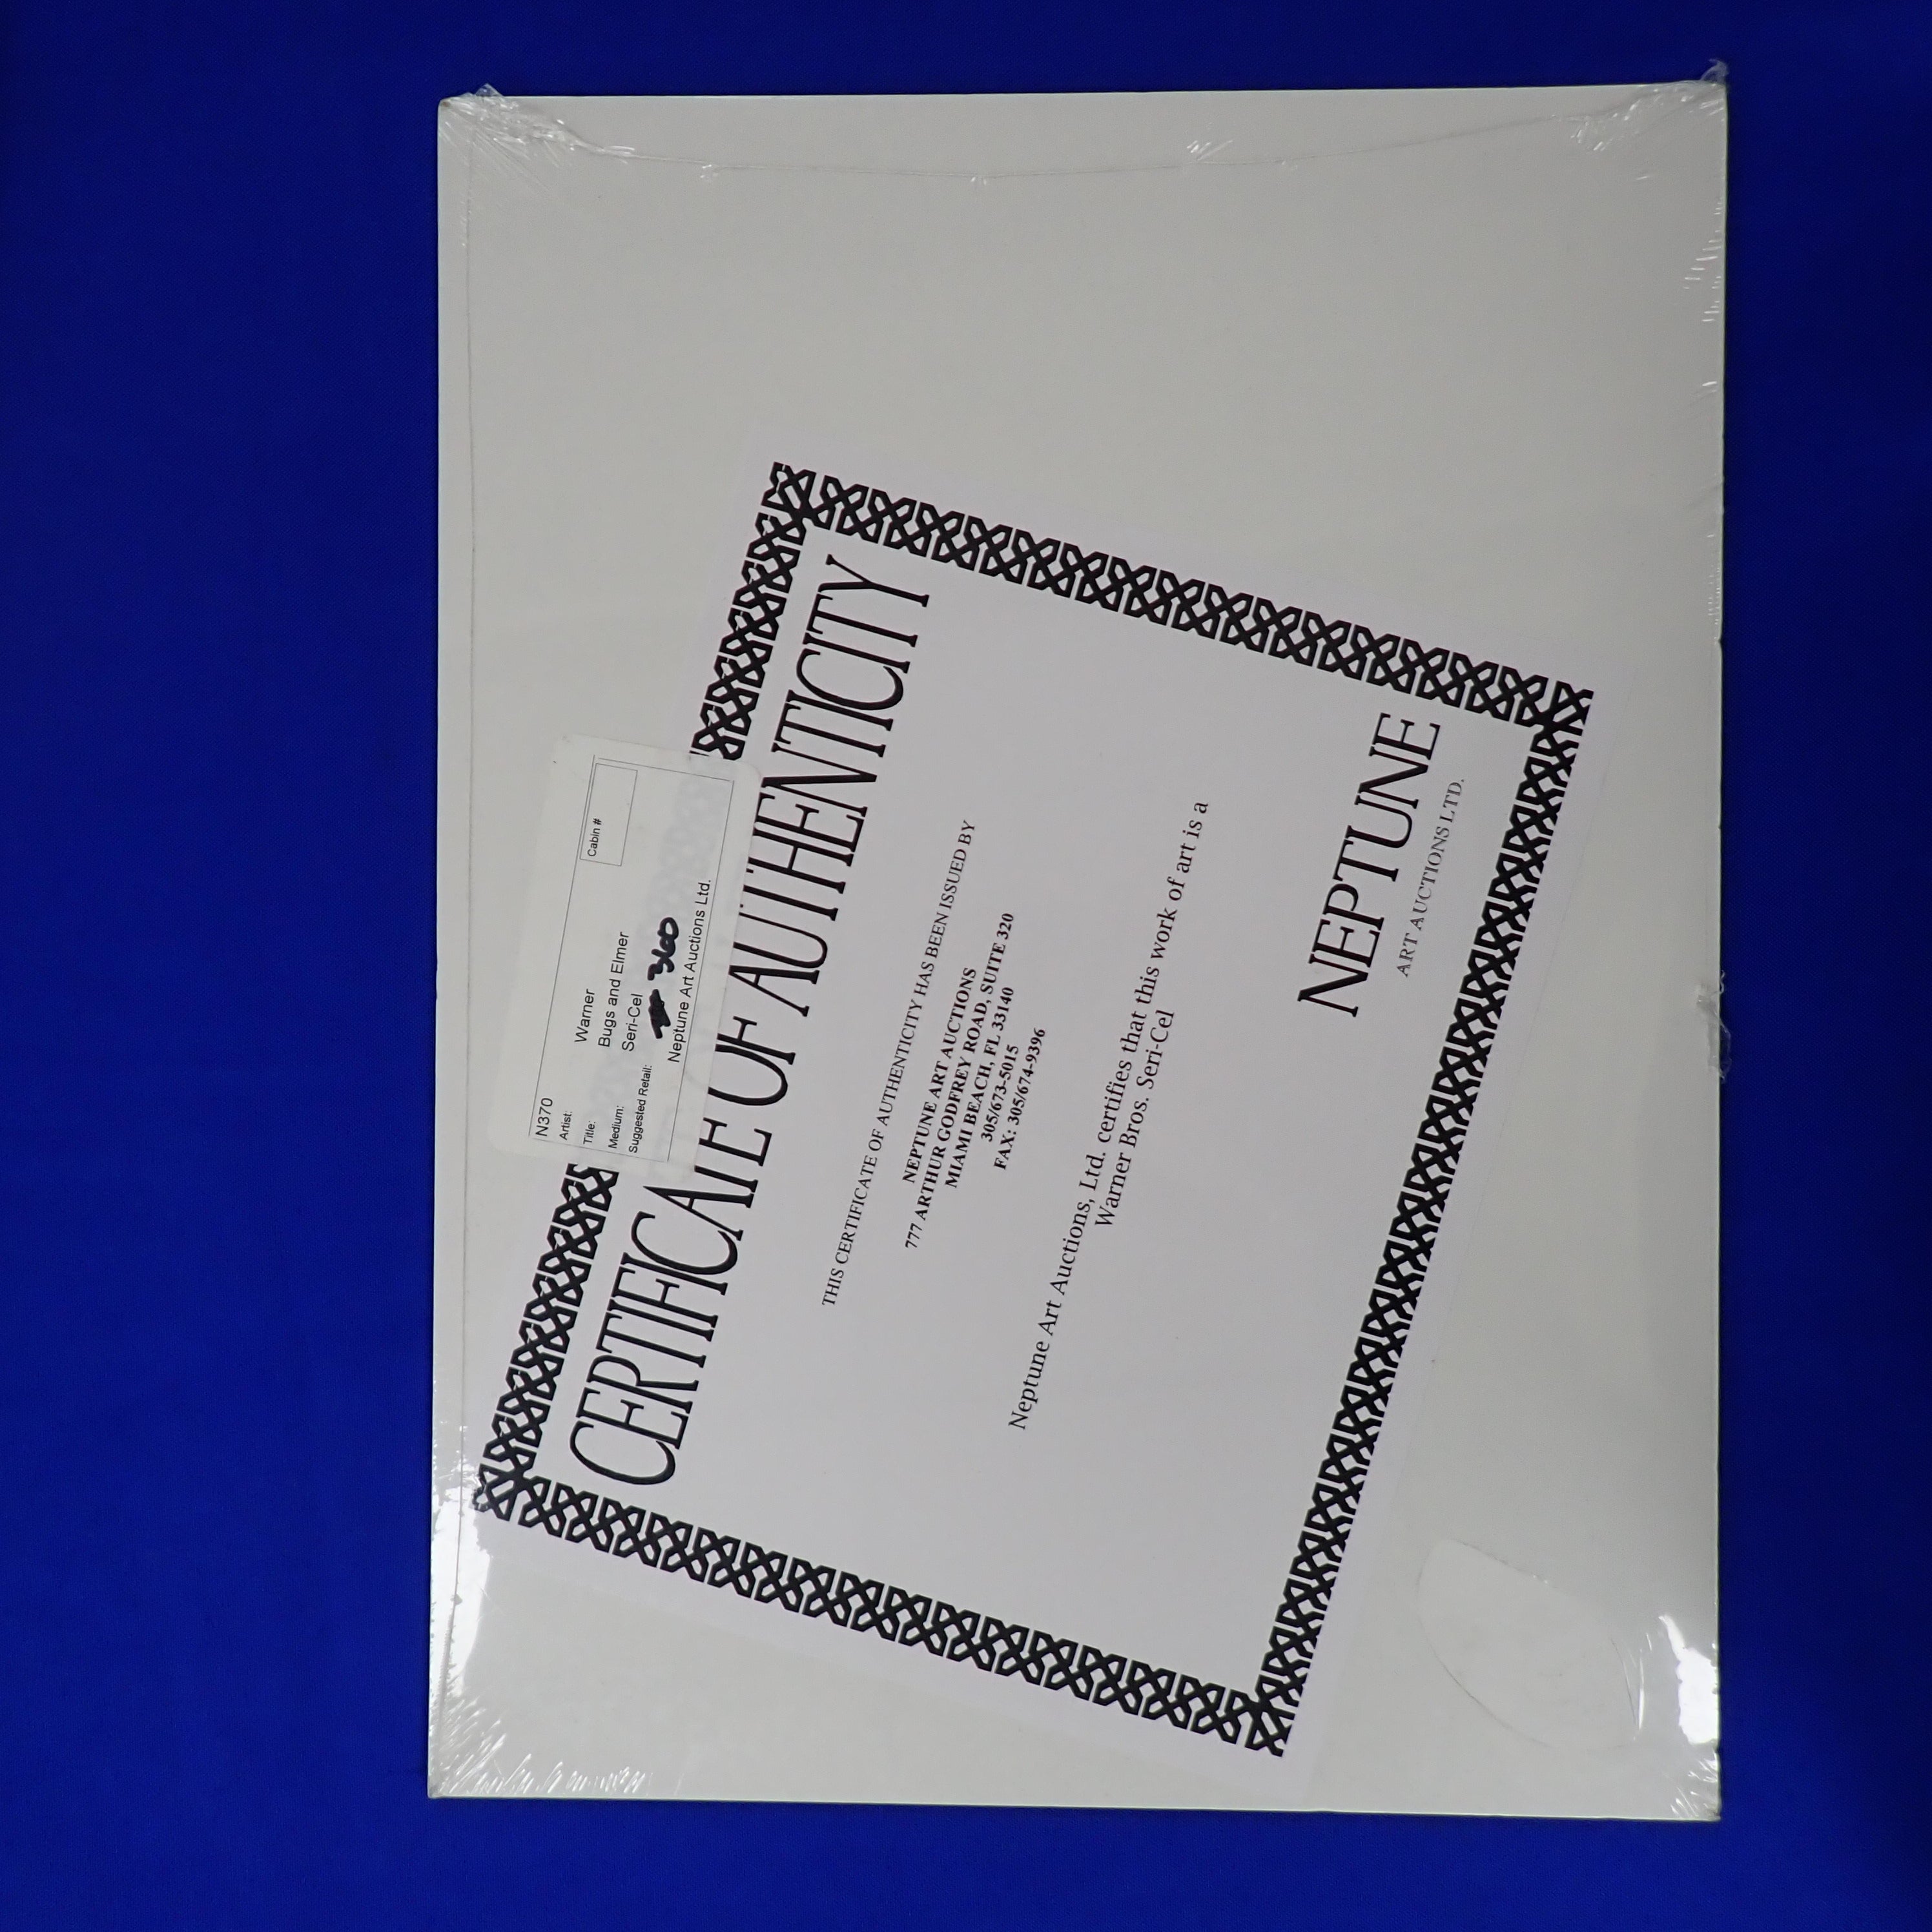 N370
Artist: Warner
Cabin #
Title: Bugs and Elmer
Medium: Seri-Cel
Suggested Retail: 360
Neptune Art Auctions Ltd.
CERTIFICATE OF AUTHENTICITY
THIS CERTIFICATE OF AUTHENTICITY HAS BEEN ISSUED BY
NEPTUNE ART AUCTIONS
777 ARTHUR GODFREY ROAD, SUITE 320
MIAMI BEACH, FL 33140
305/673-5015
FAX: 305/674-9396
Neptune Art Auctions, Ltd. certifies that this work of art is a
Warner Bros. Seri-Cel
NEPTUNE
ART AUCTIONS LTD.